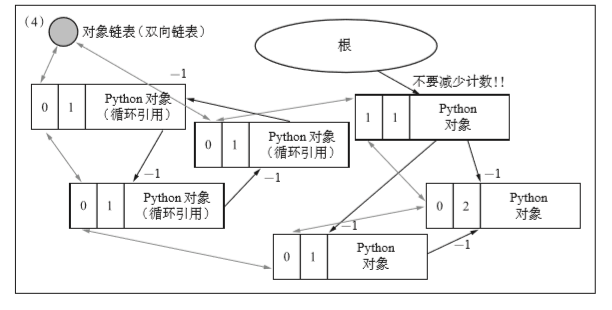 （4）
对象链表（双向链表）
根
不要减少计数!!
−1
0 1 Python 对象
（循环引用）
1 1 Python
对象
0 1 Python 对象
（循环引用）
−1
−1
−1
0 1 Python 对象
（循环引用）
0 2 Python
对象
−1
0 1 Python
对象
−1